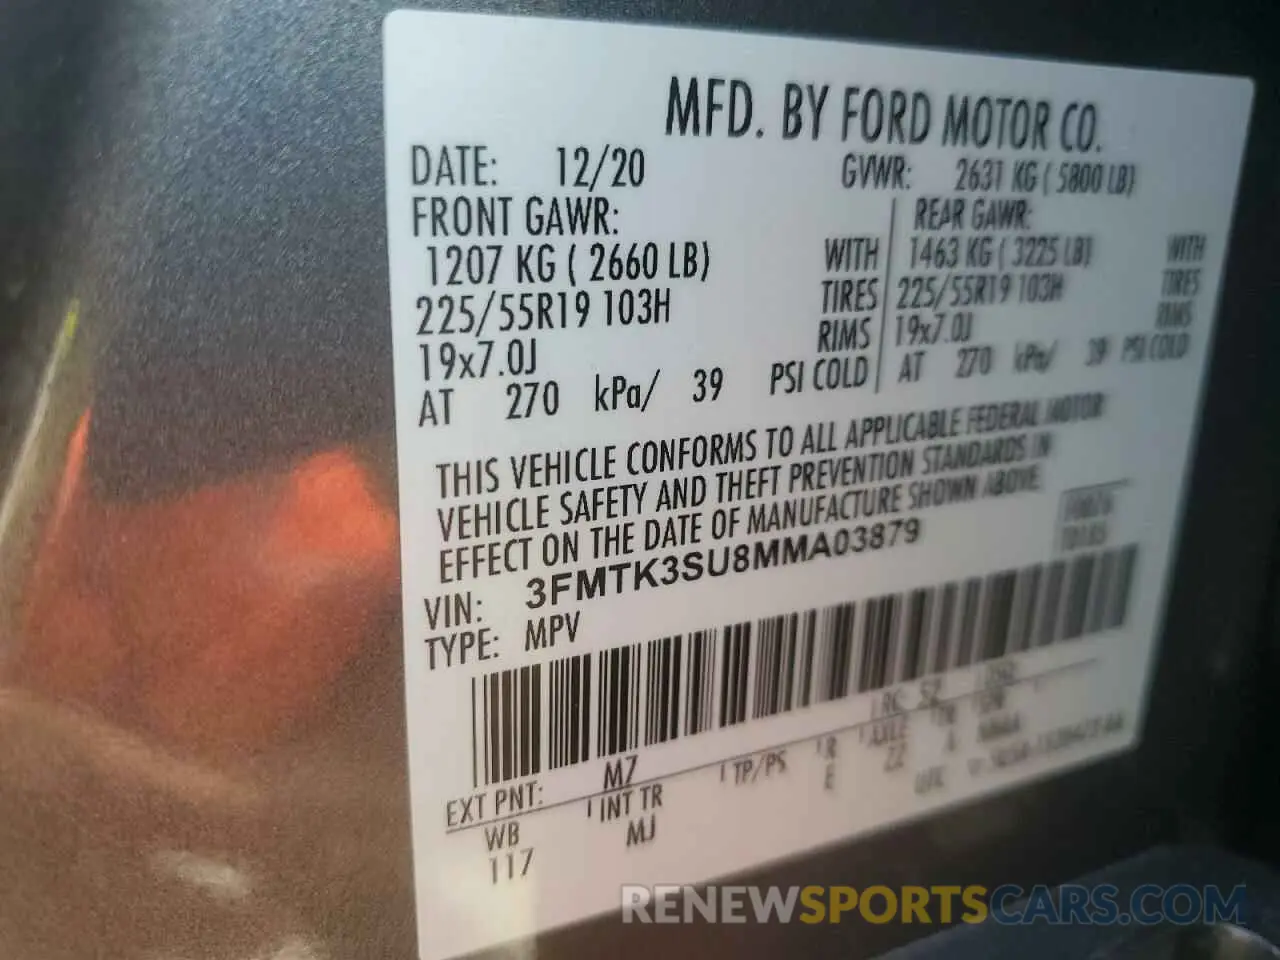 MFD. BY FORD MOTOR CO.
DATE: 12/20 GVWR: 2631 KG ( 5800 LB)
FRONT GAWR: REAR GAWR:
1207 KG ( 2660 LB) WITH 1463 KG ( 3225 LB) WITH
225/55R19 103H TIRES 225/55R19 103H TIRES
19x7.0J RIMS 19x7.0J RIMS
AT 270 kPa/ 39 PSI COLD AT 270 kPa/ 39 PSI COLD
THIS VEHICLE CONFORMS TO ALL APPLICABLE FEDERAL MOTOR
VEHICLE SAFETY AND THEFT PREVENTION STANDARDS IN
EFFECT ON THE DATE OF MANUFACTURE SHOWN ABOVE
VIN: 3FMTK3SU8MMA03879
TYPE: MPV
EXT PNT: M7 RC: 52
WB INT TR TP/PS R AXLE TR
117 MJ E
RENEWSPORTSCARS.COM